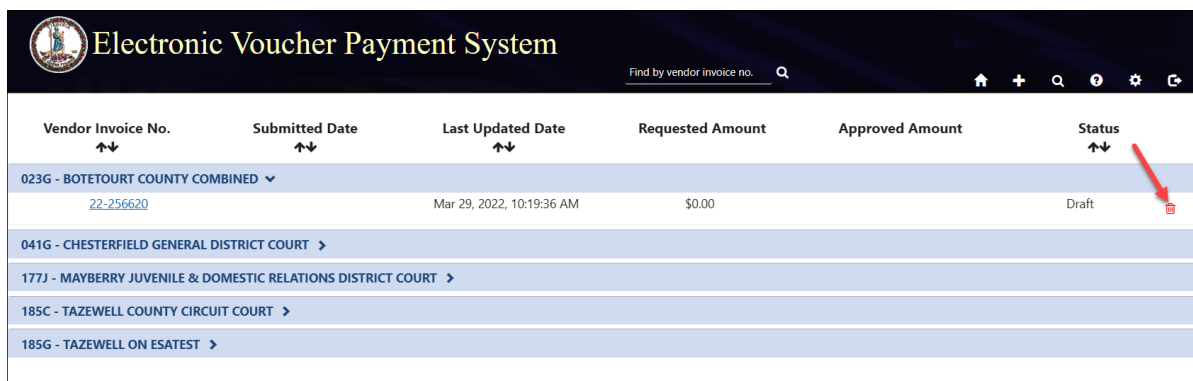 Electronic Voucher Payment System
Find by vendor invoice no.
Vendor Invoice No. Submitted Date Last Updated Date Requested Amount Approved Amount Status
023G - BOTETOURT COUNTY COMBINED
22-256620 Mar 29, 2022, 10:19:36 AM $0.00 Draft
041G - CHESTERFIELD GENERAL DISTRICT COURT
177J - MAYBERRY JUVENILE & DOMESTIC RELATIONS DISTRICT COURT
185C - TAZEWELL COUNTY CIRCUIT COURT
185G - TAZEWELL ON ESATEST